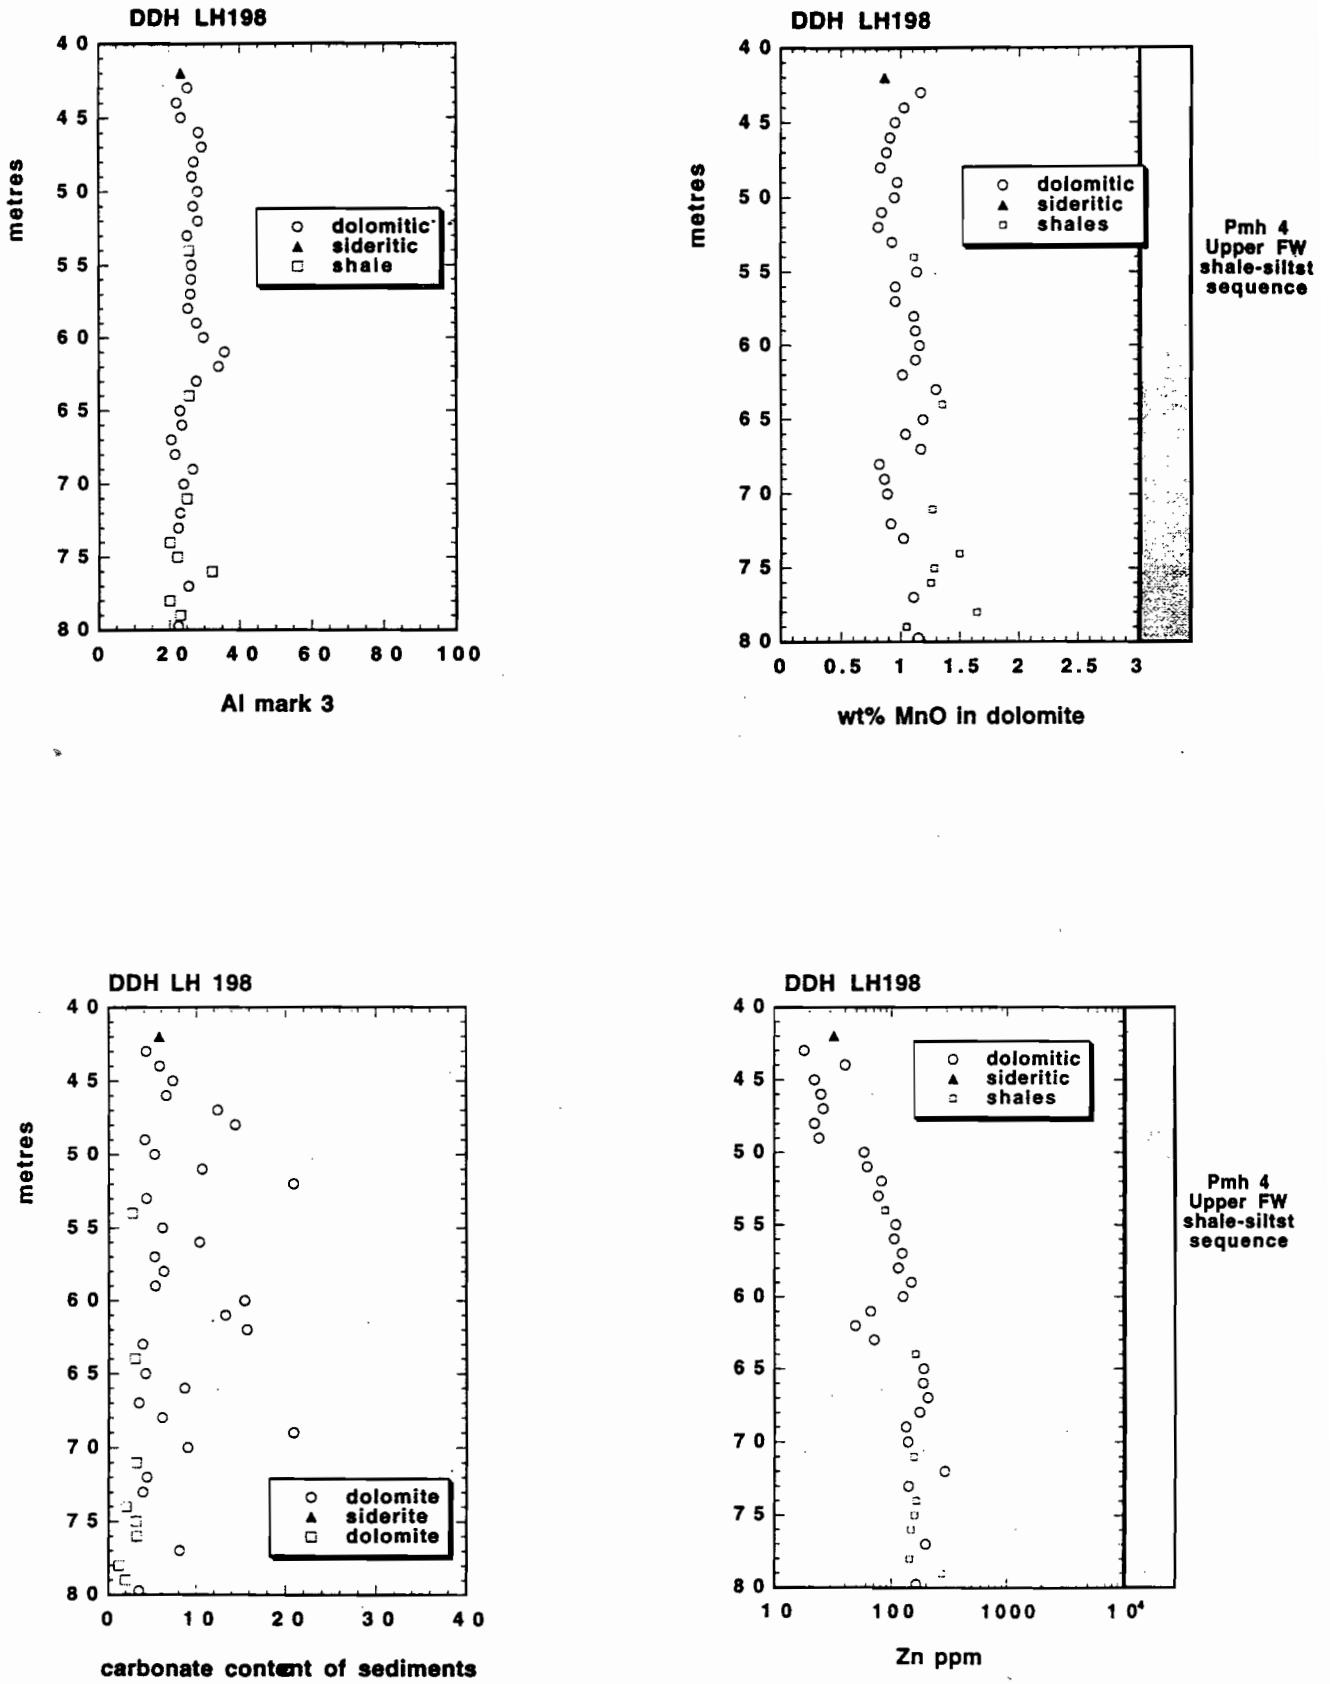 DDH LH198
40
45
50
55
60
65
70
75
80
metres
dolomitic
sideritic
shale
0 20 40 60 80 100
Al mark 3
DDH LH198
40
45
50
55
60
65
70
75
80
metres
dolomitic
sideritic
shales
0 0.5 1 1.5 2 2.5 3
wt% MnO in dolomite
Pmh 4
Upper FW
shale-siltst
sequence
DDH LH 198
40
45
50
55
60
65
70
75
80
metres
dolomite
siderite
dolomite
0 10 20 30 40
carbonate content of sediments
DDH LH198
40
45
50
55
60
65
70
75
80
dolomitic
sideritic
shales
10 100 1000 10⁴
Zn ppm
Pmh 4
Upper FW
shale-siltst
sequence